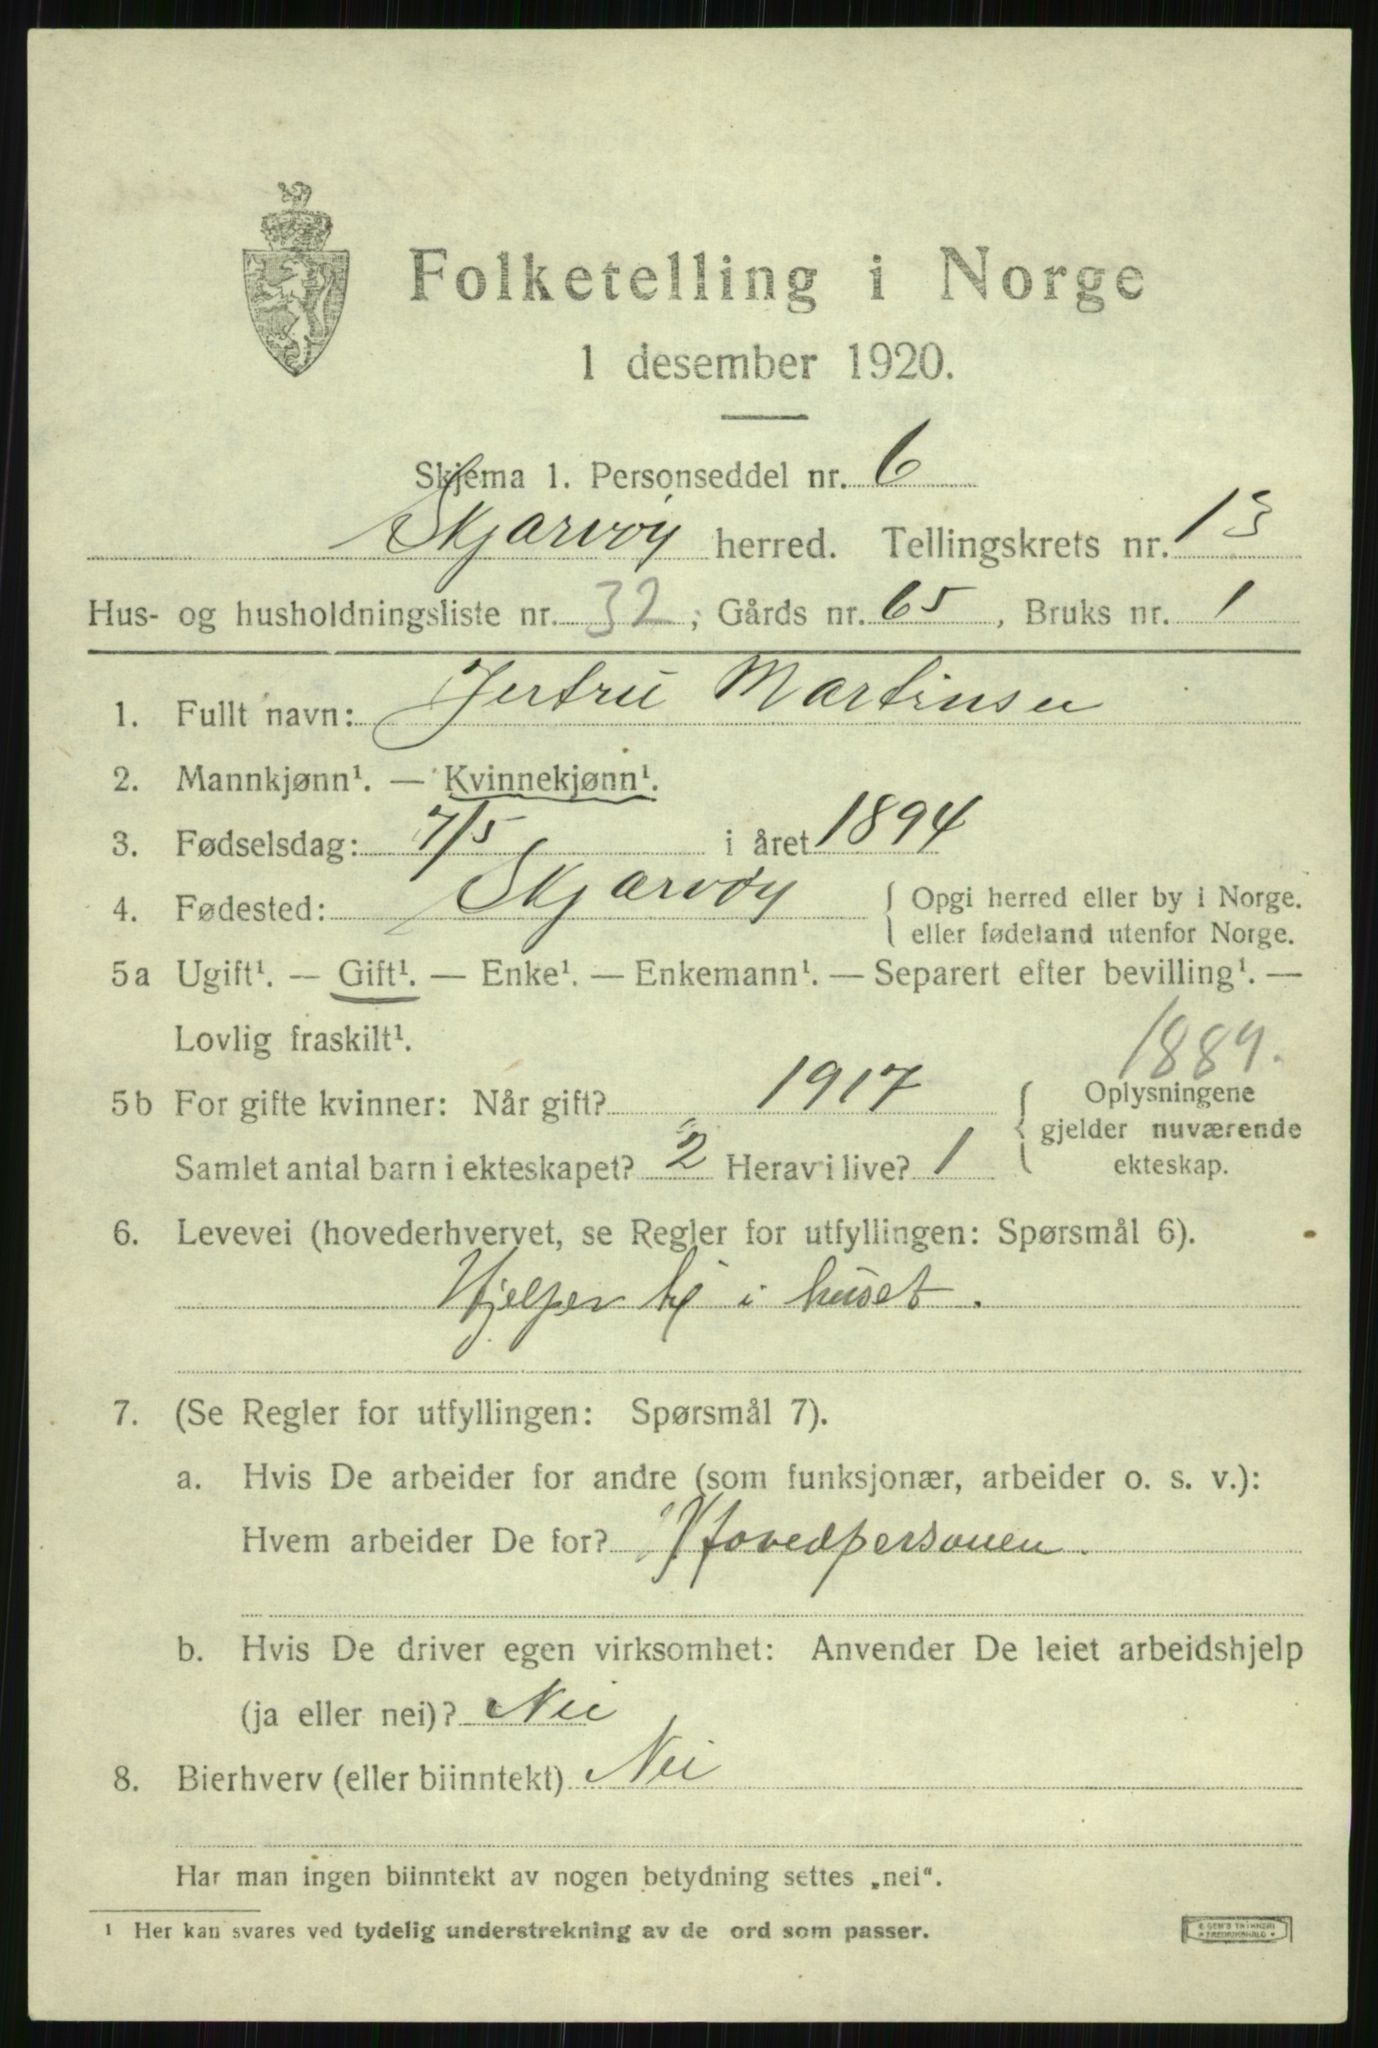 Folketelling i Norge
1 desember 1920.
Skjema 1. Personseddel nr. 6
Skjærvøy herred. Tellingskrets nr. 13
Hus- og husholdningsliste nr. 32; Gårds nr. 65, Bruks nr. 1
1. Fullt navn: Jertru Martinsen
2. Mannkjønn¹. — Kvinnekjønn¹.
3. Fødselsdag: 7/5 i året 1894
4. Fødested: Skjærvøy { Opgi herred eller by i Norge.
eller fødeland utenfor Norge.
5a Ugift¹. — Gift¹. — Enke¹. — Enkemann¹. — Separert efter bevilling¹. —
Lovlig fraskilt¹.
1889.
5b For gifte kvinner: Når gift? 1917 { Oplysningene
gjelder nuværende
Samlet antal barn i ekteskapet? 2 Herav i live? 1 ekteskap.
6. Levevei (hovederhvervet, se Regler for utfyllingen: Spørsmål 6).
Hjelper til i huset.
7. (Se Regler for utfyllingen: Spørsmål 7).
a. Hvis De arbeider for andre (som funksjonær, arbeider o. s. v.):
Hvem arbeider De for? Hovedpersonen.
b. Hvis De driver egen virksomhet: Anvender De leiet arbeidshjelp
(ja eller nei)? Nei
8. Bierhverv (eller biinntekt) Nei
Har man ingen biinntekt av nogen betydning settes „nei“.
¹ Her kan svares ved tydelig understrekning av de ord som passer.